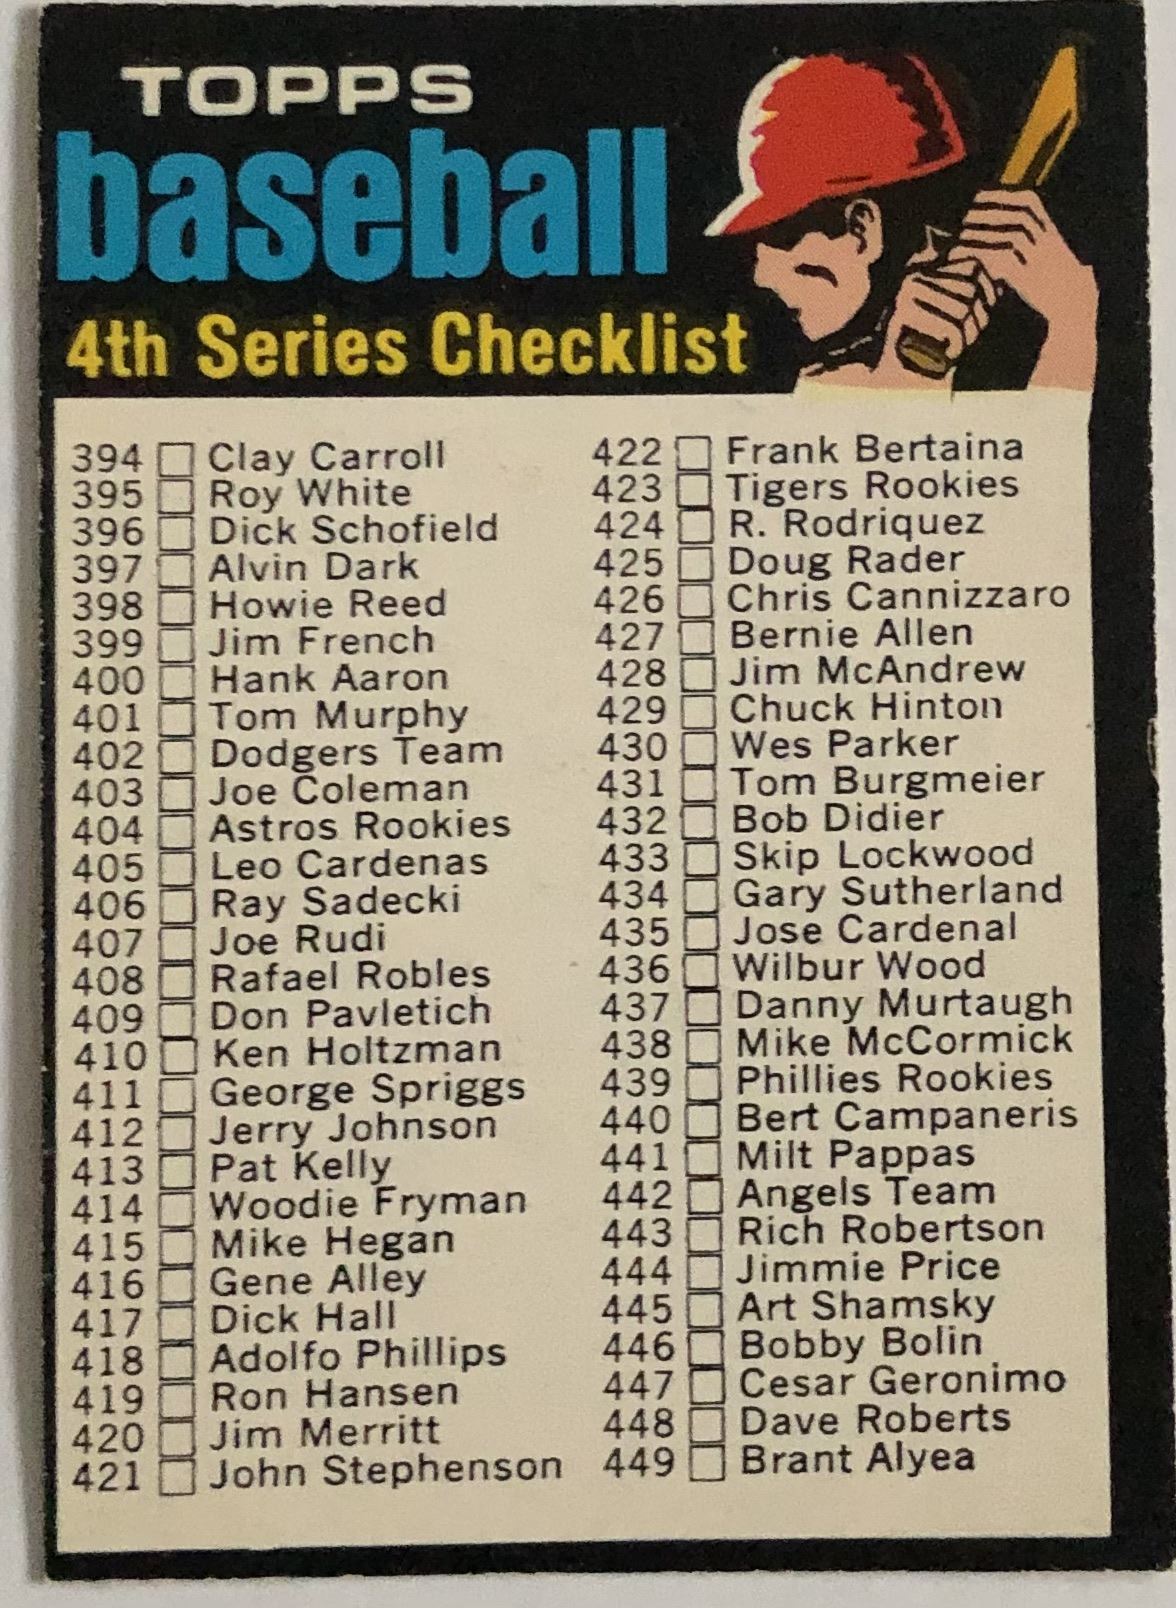 TOPPS
baseball
4th Series Checklist
394 Clay Carroll
395 Roy White
396 Dick Schofield
397 Alvin Dark
398 Howie Reed
399 Jim French
400 Hank Aaron
401 Tom Murphy
402 Dodgers Team
403 Joe Coleman
404 Astros Rookies
405 Leo Cardenas
406 Ray Sadecki
407 Joe Rudi
408 Rafael Robles
409 Don Pavletich
410 Ken Holtzman
411 George Spriggs
412 Jerry Johnson
413 Pat Kelly
414 Woodie Fryman
415 Mike Hegan
416 Gene Alley
417 Dick Hall
418 Adolfo Phillips
419 Ron Hansen
420 Jim Merritt
421 John Stephenson
422 Frank Bertaina
423 Tigers Rookies
424 R. Rodriquez
425 Doug Rader
426 Chris Cannizzaro
427 Bernie Allen
428 Jim McAndrew
429 Chuck Hinton
430 Wes Parker
431 Tom Burgmeier
432 Bob Didier
433 Skip Lockwood
434 Gary Sutherland
435 Jose Cardenal
436 Wilbur Wood
437 Danny Murtaugh
438 Mike McCormick
439 Phillies Rookies
440 Bert Campaneris
441 Milt Pappas
442 Angels Team
443 Rich Robertson
444 Jimmie Price
445 Art Shamsky
446 Bobby Bolin
447 Cesar Geronimo
448 Dave Roberts
449 Brant Alyea